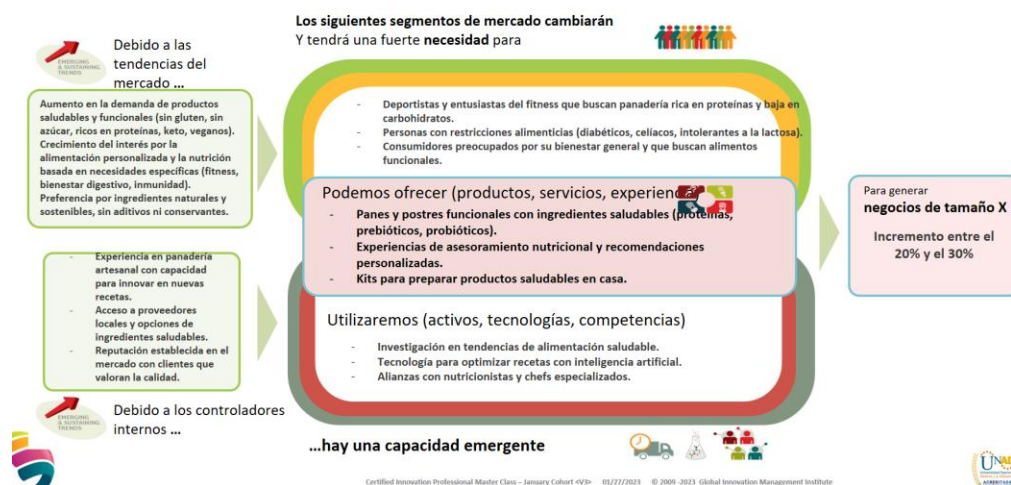 Los siguientes segmentos de mercado cambiarán
Y tendrá una fuerte necesidad para
EMERGING
& SUSTAINING
TRENDS
Debido a las
tendencias del
mercado ...
Aumento en la demanda de productos
saludables y funcionales (sin gluten, sin
azúcar, ricos en proteínas, keto, veganos).
Crecimiento del interés por la
alimentación personalizada y la nutrición
basada en necesidades específicas (fitness,
bienestar digestivo, inmunidad).
Preferencia por ingredientes naturales y
sostenibles, sin aditivos ni conservantes.
- Deportistas y entusiastas del fitness que buscan panadería rica en proteínas y baja en
carbohidratos.
- Personas con restricciones alimenticias (diabéticos, celíacos, intolerantes a la lactosa).
- Consumidores preocupados por su bienestar general y que buscan alimentos
funcionales.
Podemos ofrecer (productos, servicios, experienc
- Panes y postres funcionales con ingredientes saludables (proteínas,
prebióticos, probióticos).
- Experiencias de asesoramiento nutricional y recomendaciones
personalizadas.
- Kits para preparar productos saludables en casa.
Para generar
negocios de tamaño X
Incremento entre el
20% y el 30%
- Experiencia en panadería
artesanal con capacidad
para innovar en nuevas
recetas.
- Acceso a proveedores
locales y opciones de
ingredientes saludables.
- Reputación establecida en el
mercado con clientes que
valoran la calidad.
Utilizaremos (activos, tecnologías, competencias)
- Investigación en tendencias de alimentación saludable.
- Tecnología para optimizar recetas con inteligencia artificial.
- Alianzas con nutricionistas y chefs especializados.
EMERGING
& SUSTAINING
TRENDS
Debido a los controladores
internos ...
...hay una capacidad emergente
Certified Innovation Professional Master Class – January Cohort <V3> 01/27/2023 © 2009 -2023 Global Innovation Management Institute
UNAD